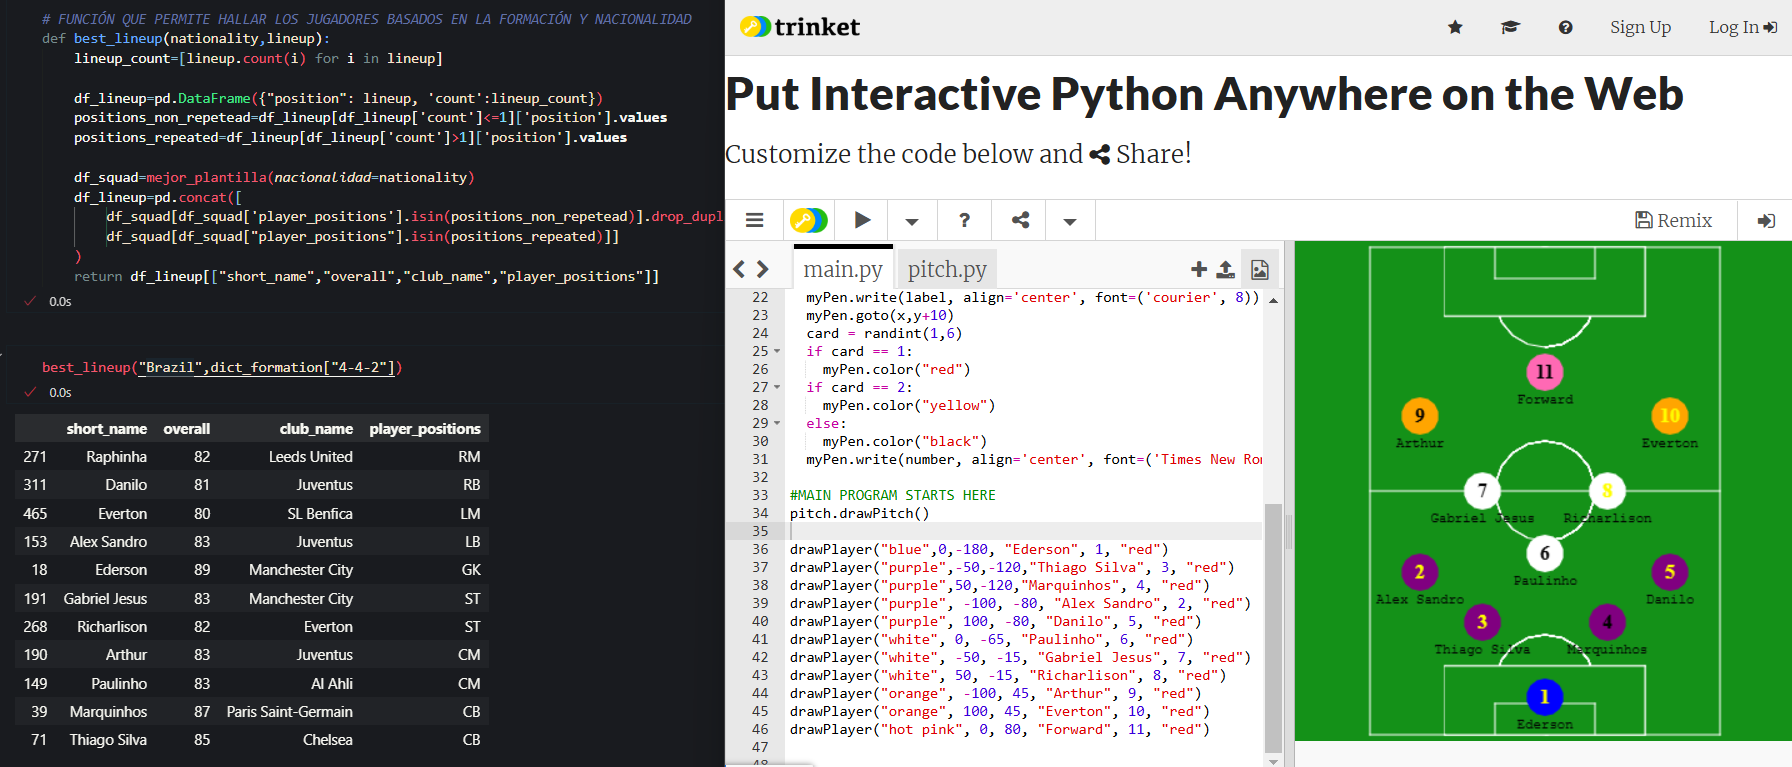 # FUNCIÓN QUE PERMITE HALLAR LOS JUGADORES BASADOS EN LA FORMACIÓN Y NACIONALIDAD
def best_lineup(nationality,lineup):
lineup_count=[lineup.count(i) for i in lineup]
df_lineup=pd.DataFrame({"position": lineup, 'count':lineup_count})
positions_non_repetead=df_lineup[df_lineup['count']<=1]['position'].values
positions_repeated=df_lineup[df_lineup['count']>1]['position'].values
df_squad=mejor_plantilla(nacionalidad=nationality)
df_lineup=pd.concat([
df_squad[df_squad['player_positions'].isin(positions_non_repetead)].drop_dupl
df_squad[df_squad["player_positions"].isin(positions_repeated)]]
)
return df_lineup[["short_name","overall","club_name","player_positions"]]
0.0s
best_lineup("Brazil",dict_formation["4-4-2"])
0.0s
short_name overall club_name player_positions
271 Raphinha 82 Leeds United RM
311 Danilo 81 Juventus RB
465 Everton 80 SL Benfica LM
153 Alex Sandro 83 Juventus LB
18 Ederson 89 Manchester City GK
191 Gabriel Jesus 83 Manchester City ST
268 Richarlison 82 Everton ST
190 Arthur 83 Juventus CM
149 Paulinho 83 Al Ahli CM
39 Marquinhos 87 Paris Saint-Germain CB
71 Thiago Silva 85 Chelsea CB
trinket
Sign Up
Log In
Put Interactive Python Anywhere on the Web
Customize the code below and Share!
?
Remix
main.py pitch.py
22 myPen.write(label, align='center', font=('courier', 8))
23 myPen.goto(x,y+10)
24 card = randint(1,6)
25 if card == 1:
26 myPen.color("red")
27 if card == 2:
28 myPen.color("yellow")
29 else:
30 myPen.color("black")
31 myPen.write(number, align='center', font=('Times New Ro
32
33 #MAIN PROGRAM STARTS HERE
34 pitch.drawPitch()
35
36 drawPlayer("blue",0,-180, "Ederson", 1, "red")
37 drawPlayer("purple",-50,-120,"Thiago Silva", 3, "red")
38 drawPlayer("purple",50,-120,"Marquinhos", 4, "red")
39 drawPlayer("purple", -100, -80, "Alex Sandro", 2, "red")
40 drawPlayer("purple", 100, -80, "Danilo", 5, "red")
41 drawPlayer("white", 0, -65, "Paulinho", 6, "red")
42 drawPlayer("white", -50, -15, "Gabriel Jesus", 7, "red")
43 drawPlayer("white", 50, -15, "Richarlison", 8, "red")
44 drawPlayer("orange", -100, 45, "Arthur", 9, "red")
45 drawPlayer("orange", 100, 45, "Everton", 10, "red")
46 drawPlayer("hot pink", 0, 80, "Forward", 11, "red")
47
48
11
Forward
9 10
Arthur Everton
7 8
Gabriel Jesus Richarlison
6
Paulinho
2 5
Alex Sandro Danilo
3 4
Thiago Silva Marquinhos
1
Ederson